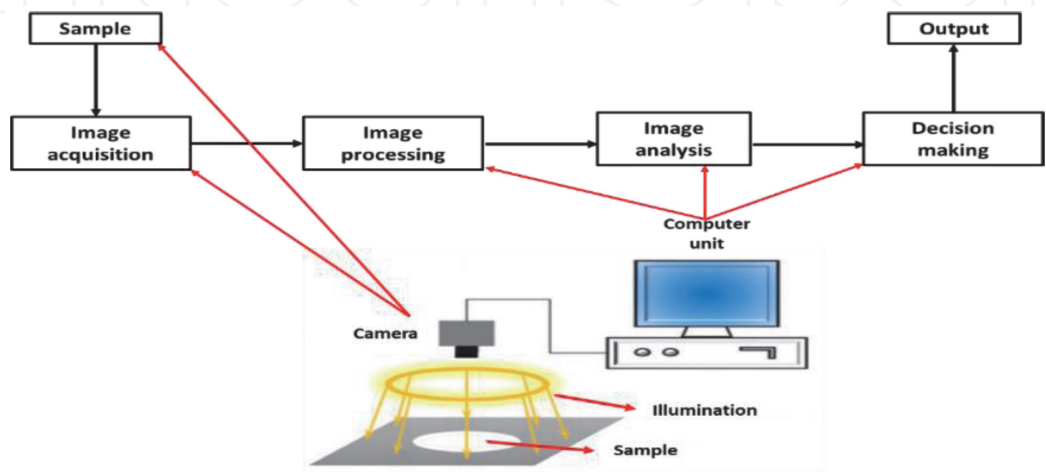 Sample
Output
Image
acquisition
Image
processing
Image
analysis
Decision
making
Computer
unit
Camera
Illumination
Sample